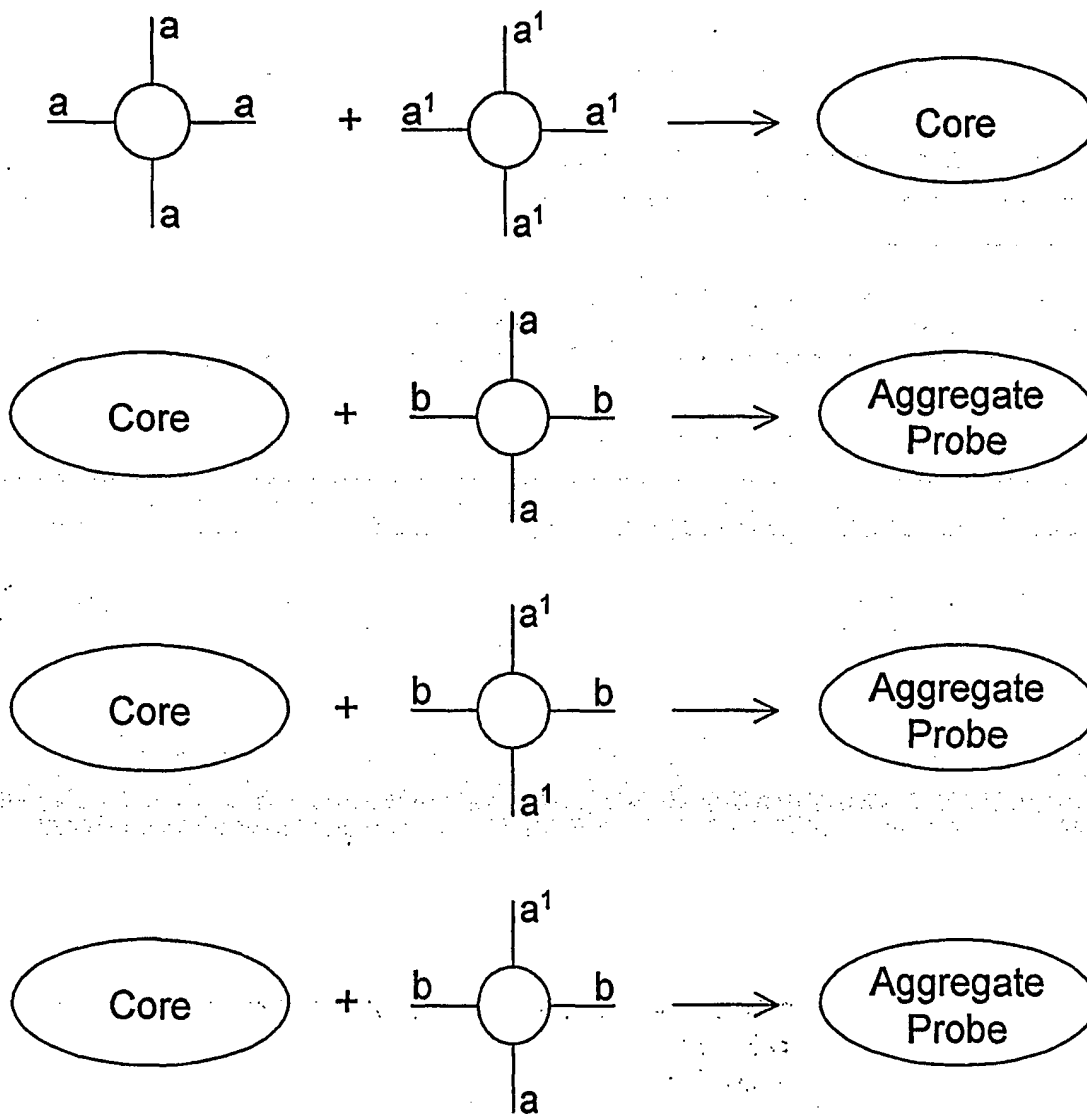 a
a a + a¹ a¹ a¹ → Core
a a¹
Core + a b b a → Aggregate
Probe
Core + a¹ b b a¹ → Aggregate
Probe
Core + a¹ b b a → Aggregate
Probe